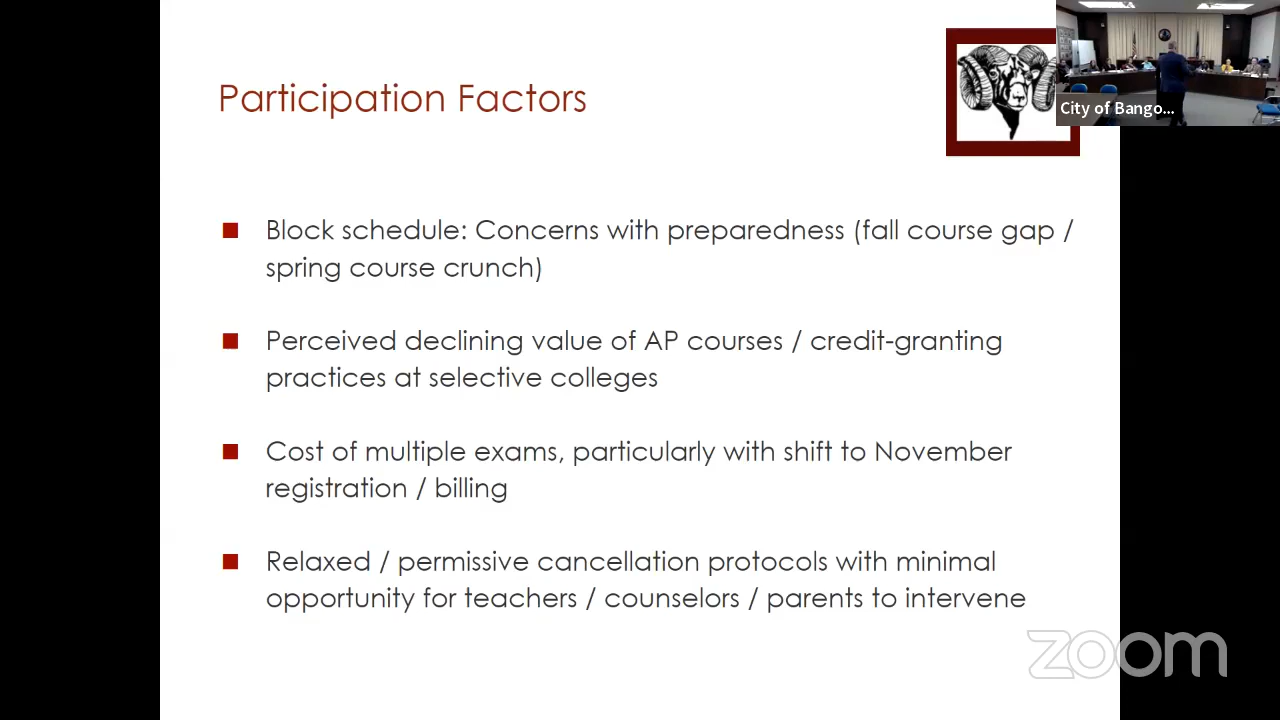 Participation Factors
City of Bango...
Block schedule: Concerns with preparedness (fall course gap /
spring course crunch)
Perceived declining value of AP courses / credit-granting
practices at selective colleges
Cost of multiple exams, particularly with shift to November
registration / billing
Relaxed / permissive cancellation protocols with minimal
opportunity for teachers / counselors / parents to intervene
zoom